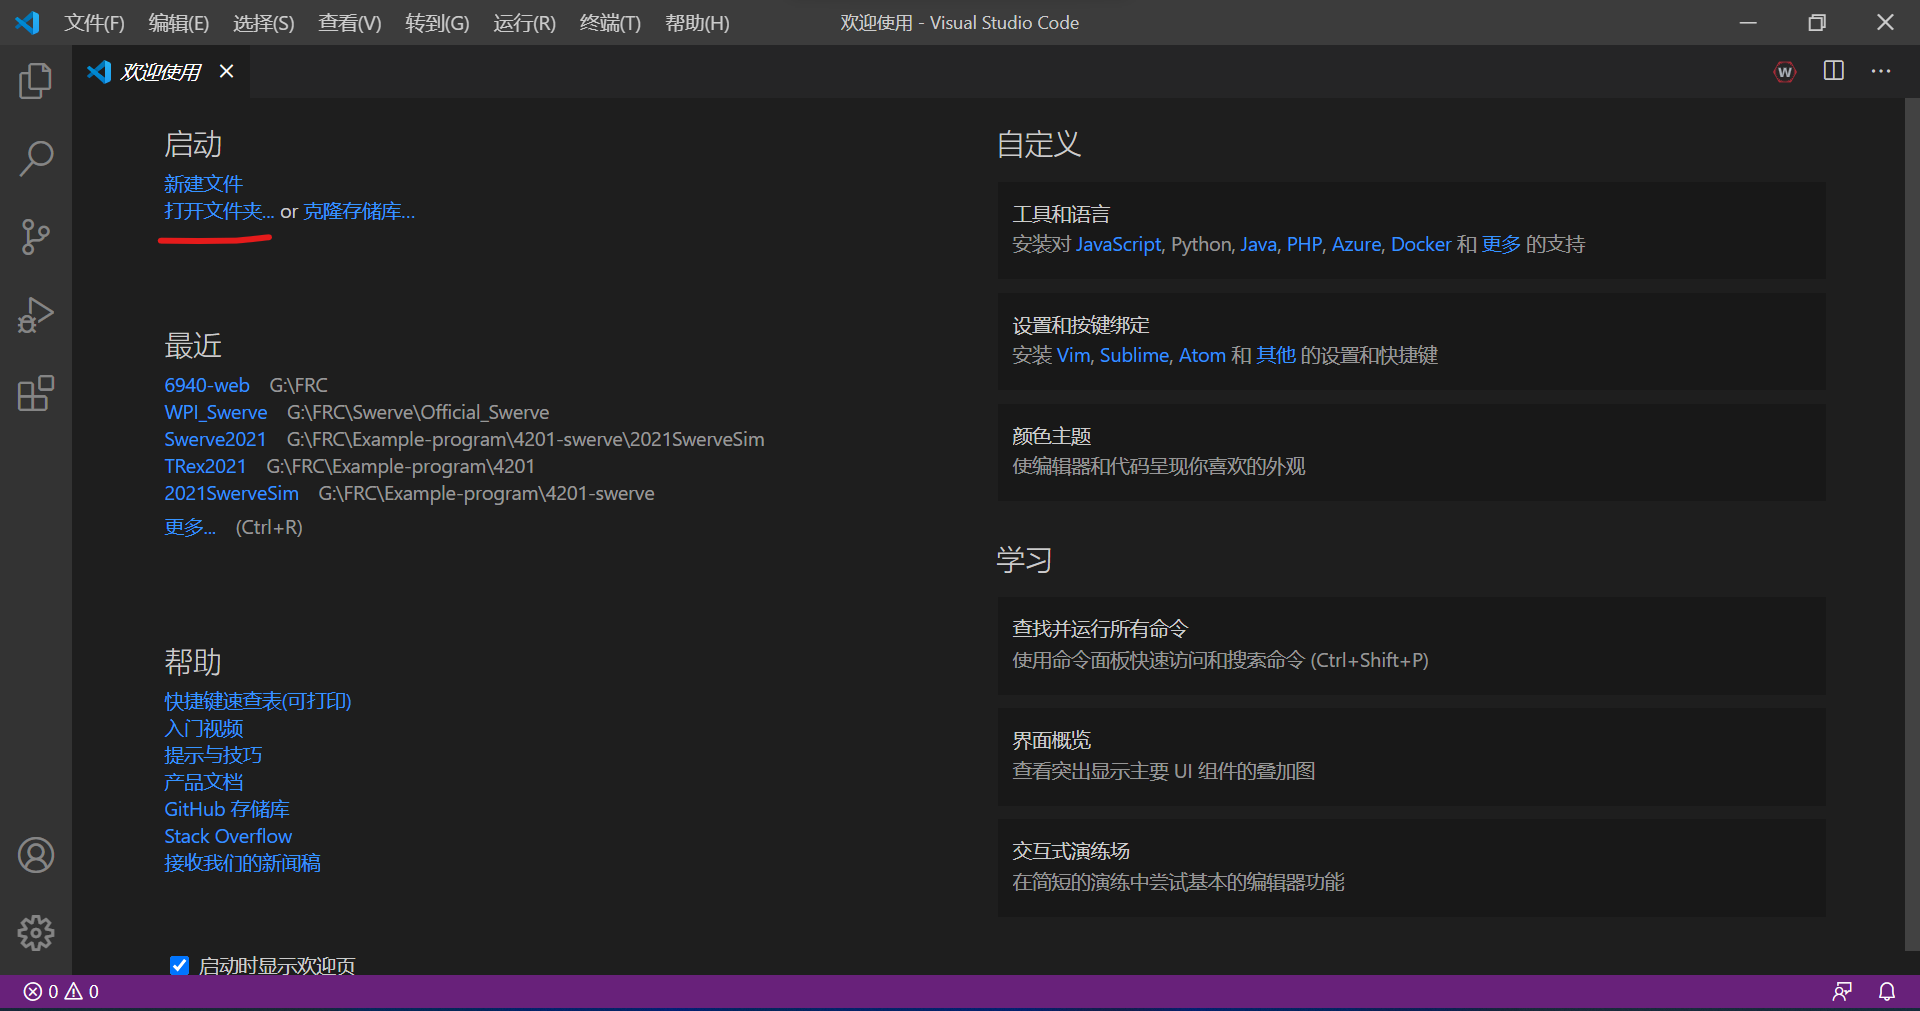 文件(F) 编辑(E) 选择(S) 查看(V) 转到(G) 运行(R) 终端(T) 帮助(H) 欢迎使用 - Visual Studio Code
欢迎使用
W
启动
新建文件
打开文件夹... or 克隆存储库...
最近
6940-web G:\FRC
WPI_Swerve G:\FRC\Swerve\Official_Swerve
Swerve2021 G:\FRC\Example-program\4201-swerve\2021SwerveSim
TRex2021 G:\FRC\Example-program\4201
2021SwerveSim G:\FRC\Example-program\4201-swerve
更多... (Ctrl+R)
帮助
快捷键速查表(可打印)
入门视频
提示与技巧
产品文档
GitHub 存储库
Stack Overflow
接收我们的新闻稿
启动时显示欢迎页
自定义
工具和语言
安装对 JavaScript, Python, Java, PHP, Azure, Docker 和 更多 的支持
设置和按键绑定
安装 Vim, Sublime, Atom 和 其他 的设置和快捷键
颜色主题
使编辑器和代码呈现你喜欢的外观
学习
查找并运行所有命令
使用命令面板快速访问和搜索命令 (Ctrl+Shift+P)
界面概览
查看突出显示主要 UI 组件的叠加图
交互式演练场
在简短的演练中尝试基本的编辑器功能
0 0